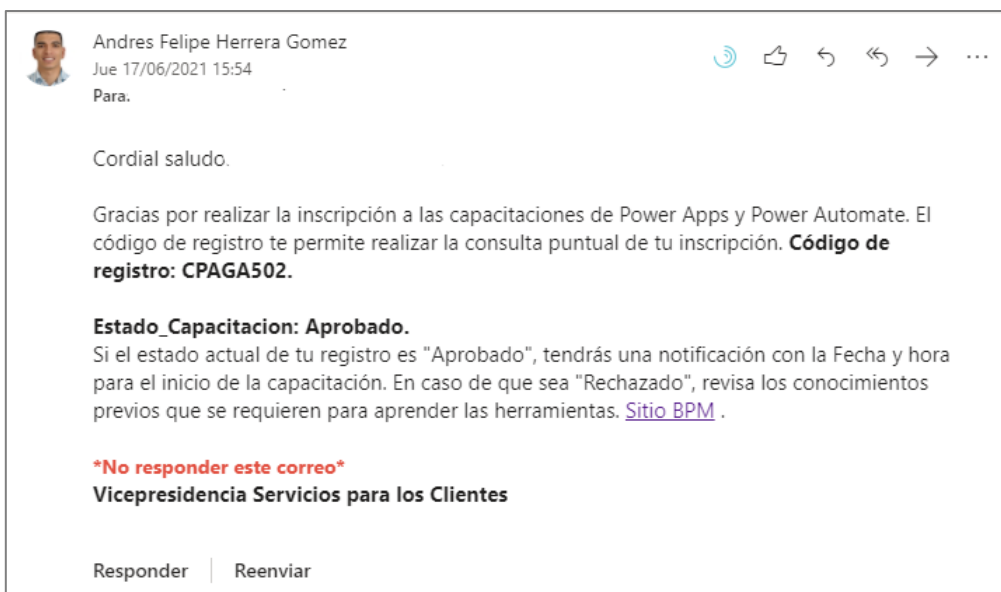 Andres Felipe Herrera Gomez
Jue 17/06/2021 15:54
Para.
Cordial saludo.
Gracias por realizar la inscripción a las capacitaciones de Power Apps y Power Automate. El
código de registro te permite realizar la consulta puntual de tu inscripción. Código de
registro: CPAGA502.
Estado_Capacitacion: Aprobado.
Si el estado actual de tu registro es "Aprobado", tendrás una notificación con la Fecha y hora
para el inicio de la capacitación. En caso de que sea "Rechazado", revisa los conocimientos
previos que se requieren para aprender las herramientas. Sitio BPM .
*No responder este correo*
Vicepresidencia Servicios para los Clientes
Responder Reenviar